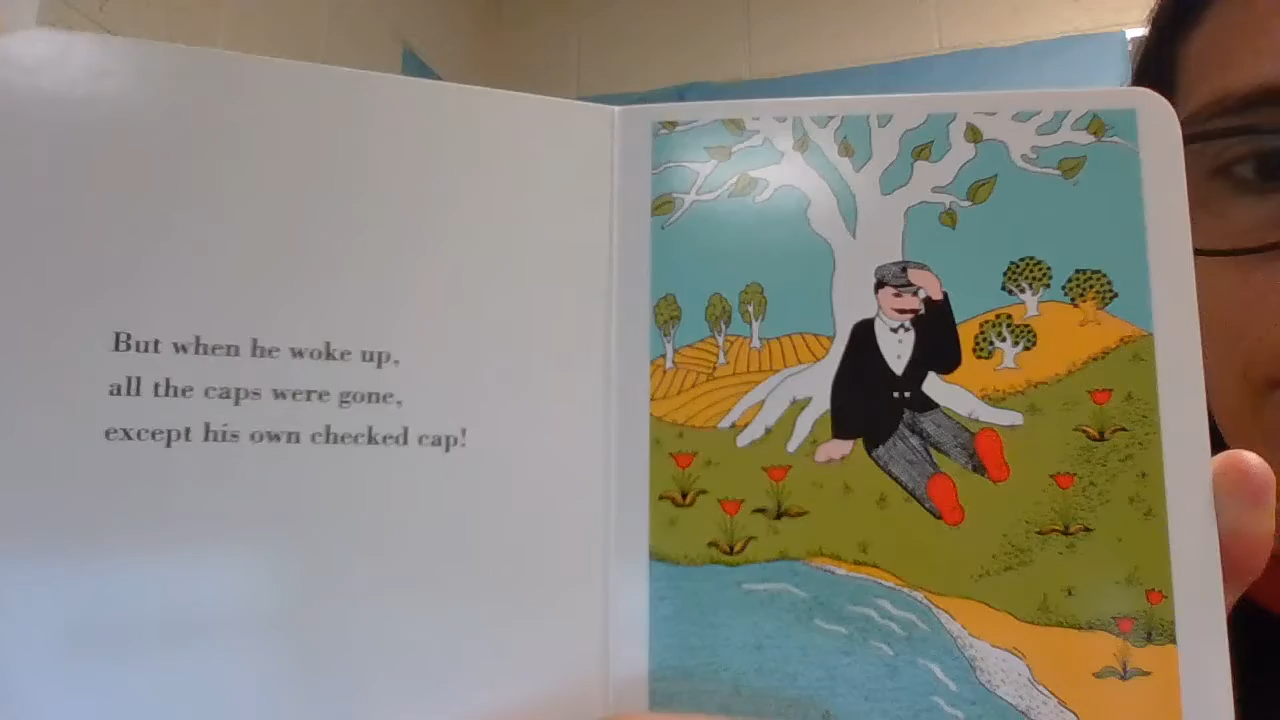 But when he woke up,
all the caps were gone,
except his own checked cap!